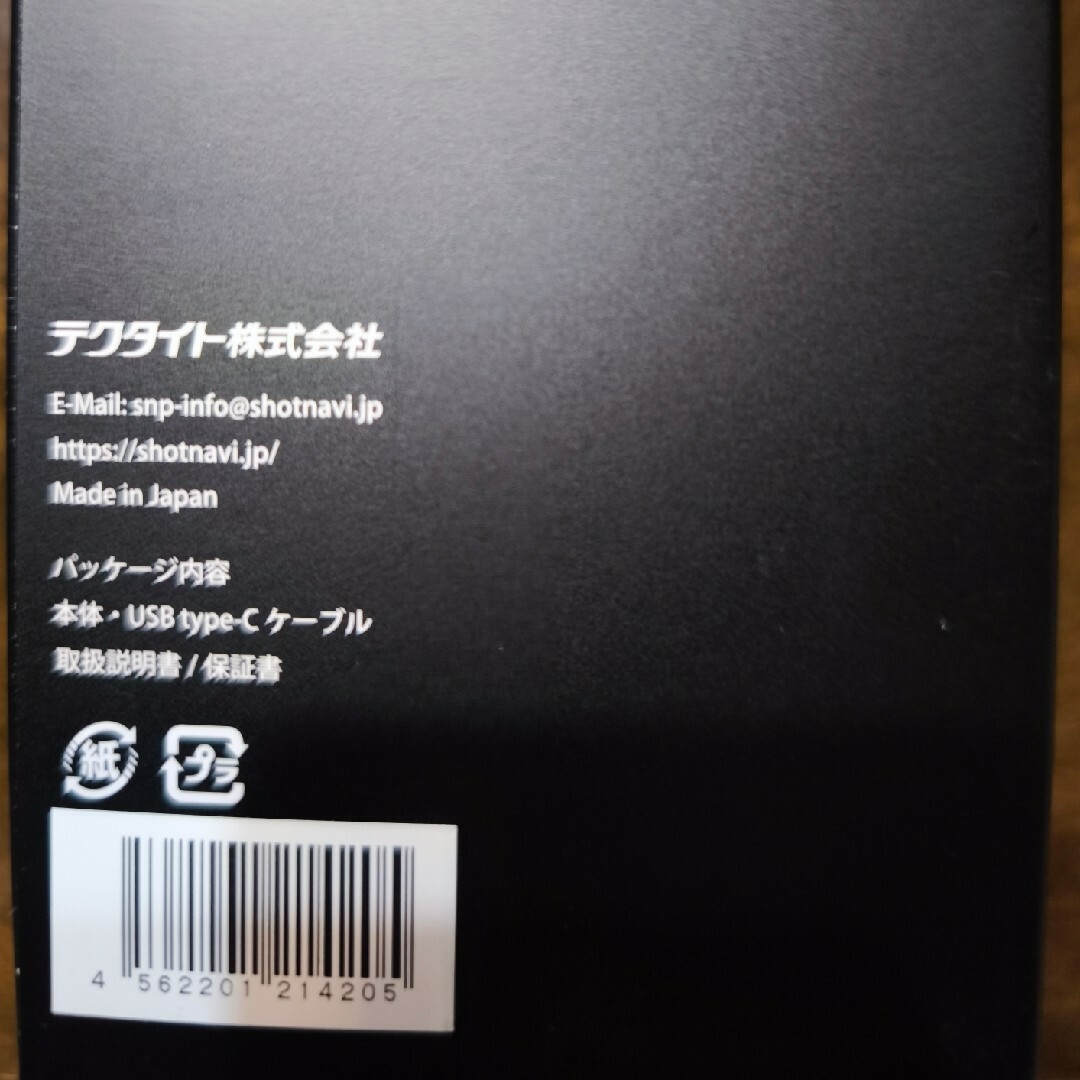 テクタイト株式会社
E-Mail: snp-info@shotnavi.jp
https://shotnavi.jp/
Made in Japan
パッケージ内容
本体・USB type-C ケーブル
取扱説明書 / 保証書
紙 プラ
4 562201 214205